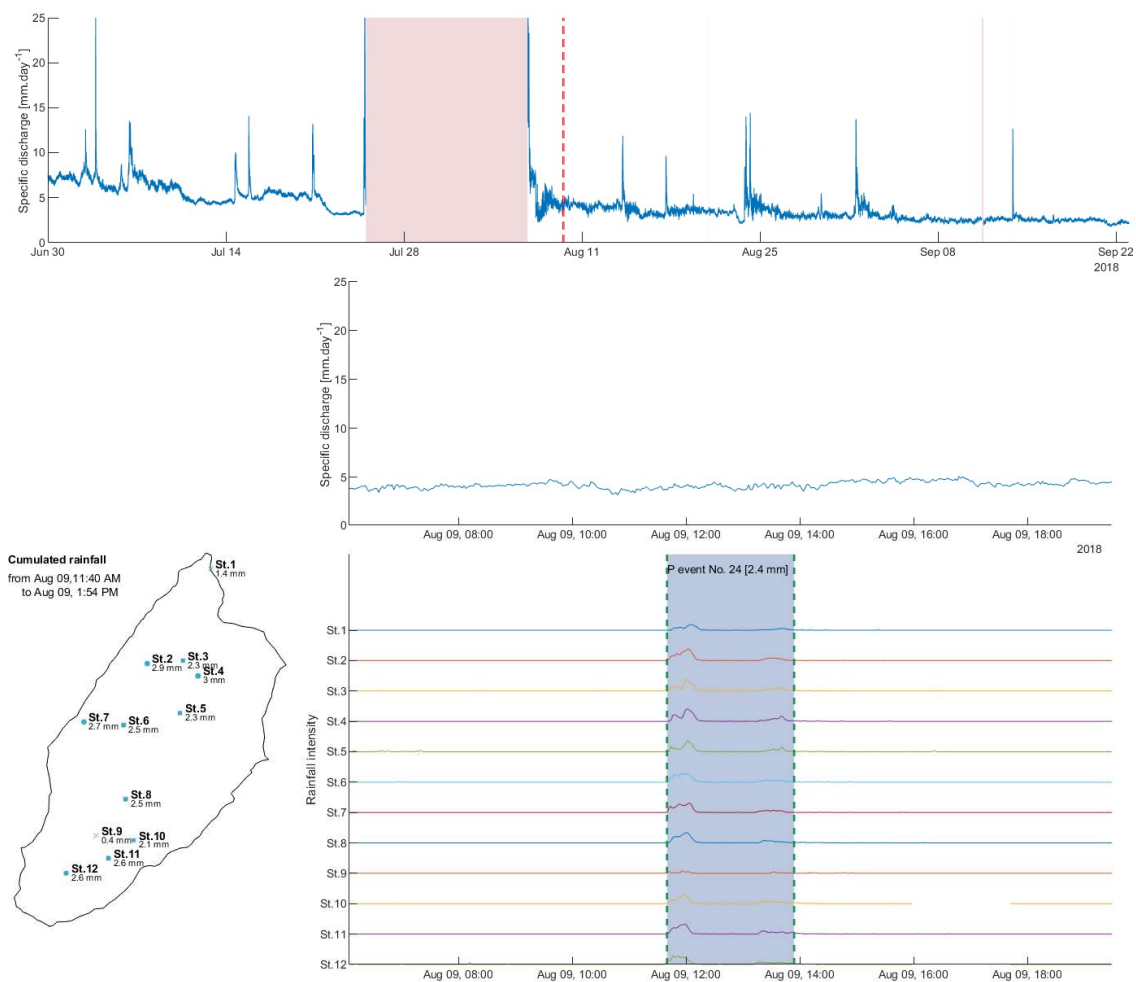 25
20
15
10
5
0
Specific discharge [mm.day⁻¹]
Jun 30
Jul 14
Jul 28
Aug 11
Aug 25
Sep 08
Sep 22
2018
25
20
15
10
5
0
Specific discharge [mm.day⁻¹]
Aug 09, 08:00
Aug 09, 10:00
Aug 09, 12:00
Aug 09, 14:00
Aug 09, 16:00
Aug 09, 18:00
2018
Cumulated rainfall
from Aug 09,11:40 AM
to Aug 09, 1:54 PM
St.1
1.4 mm
St.2
2.9 mm
St.3
2.3 mm
St.4
3 mm
St.5
2.3 mm
St.7
2.7 mm
St.6
2.5 mm
St.8
2.5 mm
St.9
0.4 mm
St.10
2.1 mm
St.11
2.6 mm
St.12
2.6 mm
P event No. 24 [2.4 mm]
Rainfall intensity
St.1
St.2
St.3
St.4
St.5
St.6
St.7
St.8
St.9
St.10
St.11
St.12
Aug 09, 08:00
Aug 09, 10:00
Aug 09, 12:00
Aug 09, 14:00
Aug 09, 16:00
Aug 09, 18:00